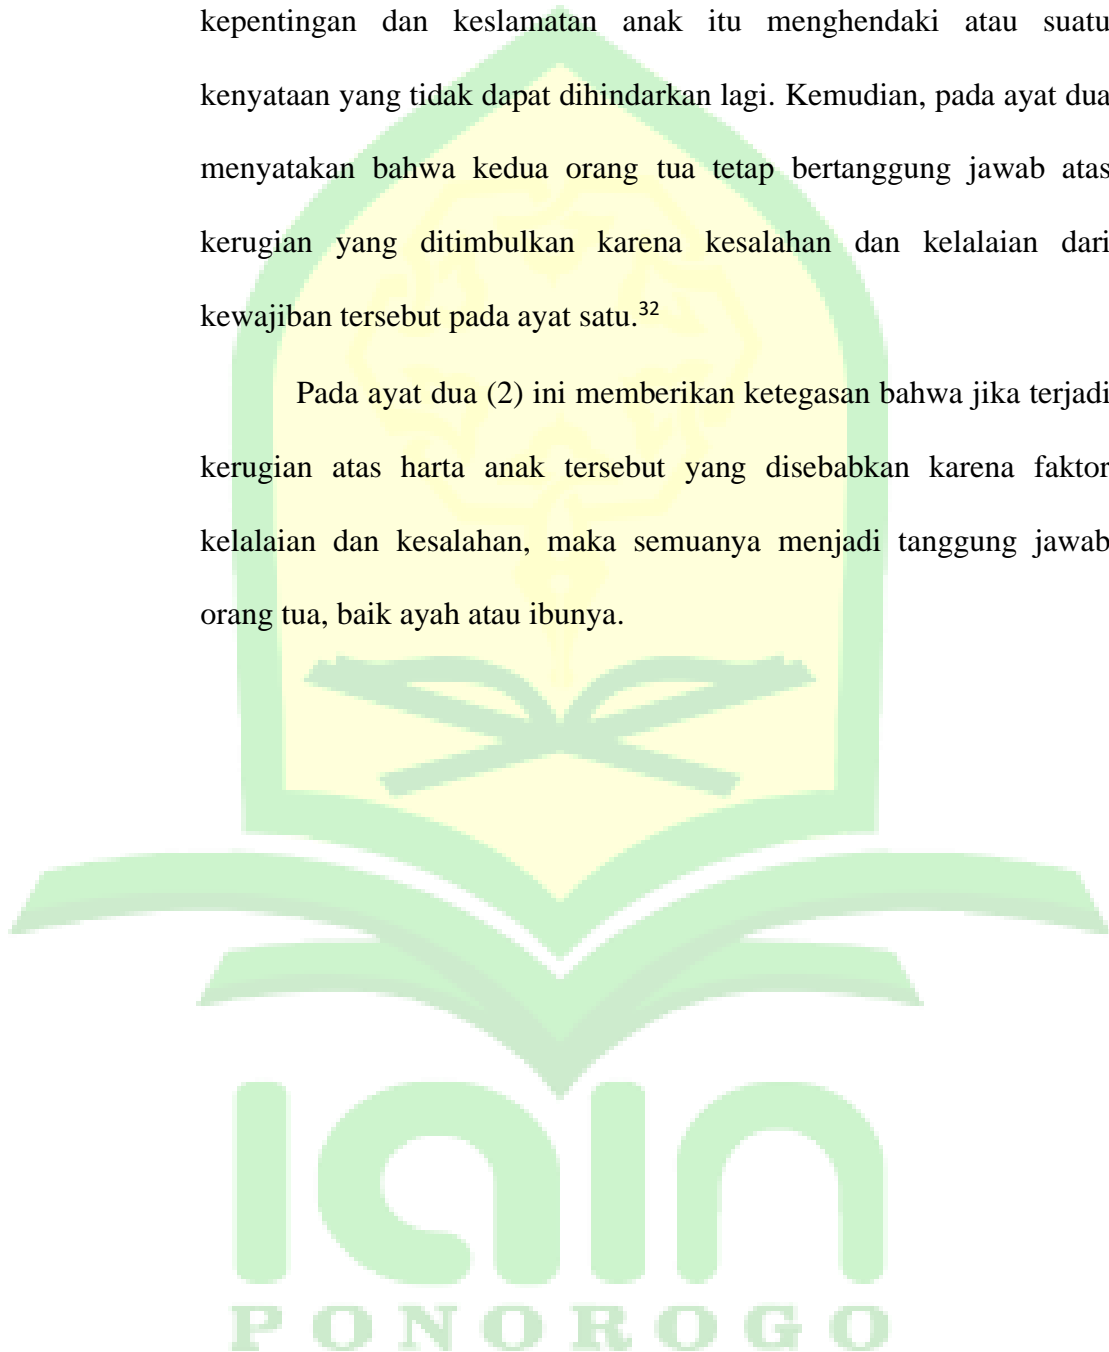 kepentingan dan keslamatan anak itu menghendaki atau suatu
kenyataan yang tidak dapat dihindarkan lagi. Kemudian, pada ayat dua
menyatakan bahwa kedua orang tua tetap bertanggung jawab atas
kerugian yang ditimbulkan karena kesalahan dan kelalaian dari
kewajiban tersebut pada ayat satu.³²
Pada ayat dua (2) ini memberikan ketegasan bahwa jika terjadi
kerugian atas harta anak tersebut yang disebabkan karena faktor
kelalaian dan kesalahan, maka semuanya menjadi tanggung jawab
orang tua, baik ayah atau ibunya.
iain
PONOROGO